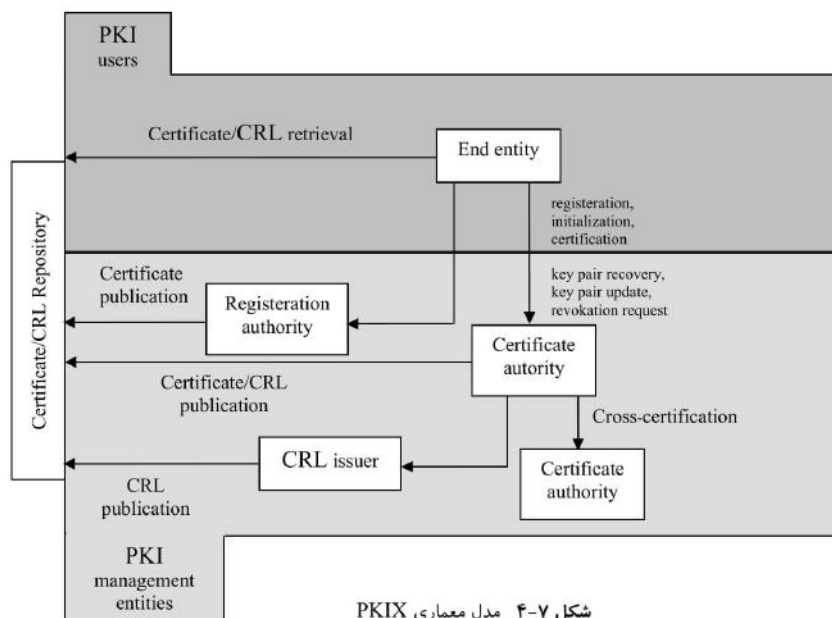 PKI
users
Certificate/CRL retrieval
End entity
registeration,
initialization,
certification
Certificate/CRL Repository
Certificate
publication
Registeration
authority
key pair recovery,
key pair update,
revokation request
Certificate
autority
Certificate/CRL
publication
Cross-certification
CRL issuer
Certificate
authority
CRL
publication
PKI
management
entities
شکل ۷-۴ مدل معماری PKIX